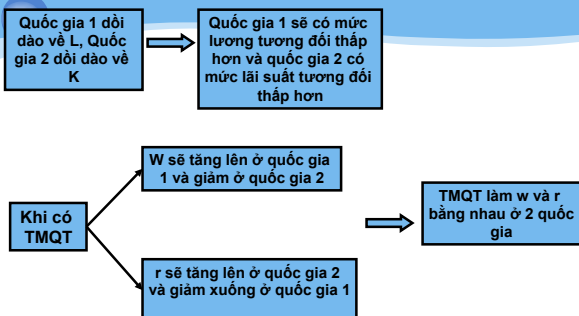 Quốc gia 1 dồi
dào về L, Quốc
gia 2 dồi dào về
K
Quốc gia 1 sẽ có mức
lương tương đối thấp
hơn và quốc gia 2 có
mức lãi suất tương đối
thấp hơn
W sẽ tăng lên ở quốc gia
1 và giảm ở quốc gia 2
Khi có
TMQT
TMQT làm w và r
bằng nhau ở 2 quốc
gia
r sẽ tăng lên ở quốc gia 2
và giảm xuống ở quốc gia 1